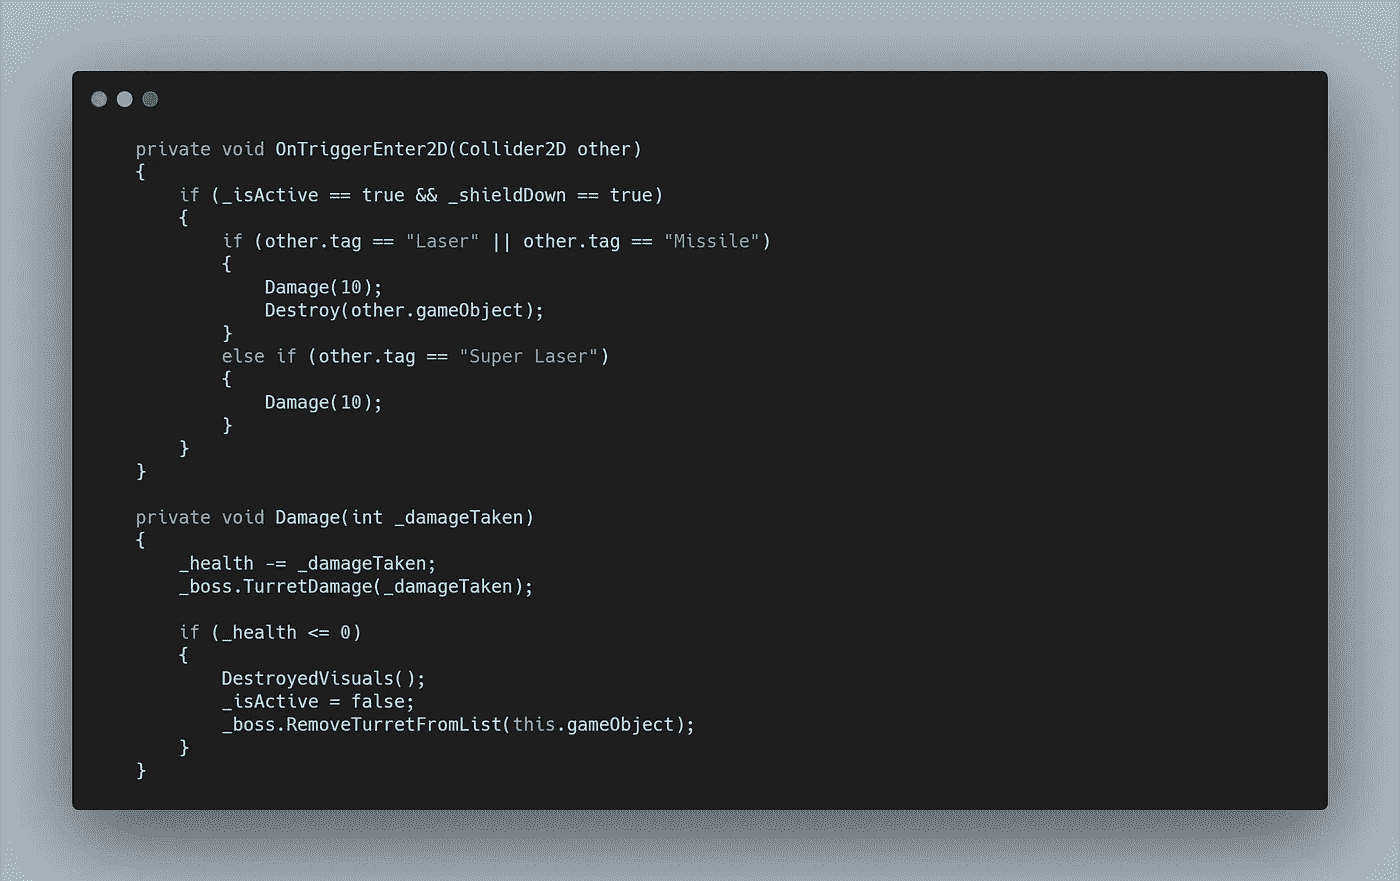 private void OnTriggerEnter2D(Collider2D other)
{
    if (_isActive == true && _shieldDown == true)
    {
        if (other.tag == "Laser" || other.tag == "Missile")
        {
            Damage(10);
            Destroy(other.gameObject);
        }
        else if (other.tag == "Super Laser")
        {
            Damage(10);
        }
    }
}

private void Damage(int _damageTaken)
{
    _health -= _damageTaken;
    _boss.TurretDamage(_damageTaken);

    if (_health <= 0)
    {
        DestroyedVisuals();
        _isActive = false;
        _boss.RemoveTurretFromList(this.gameObject);
    }
}